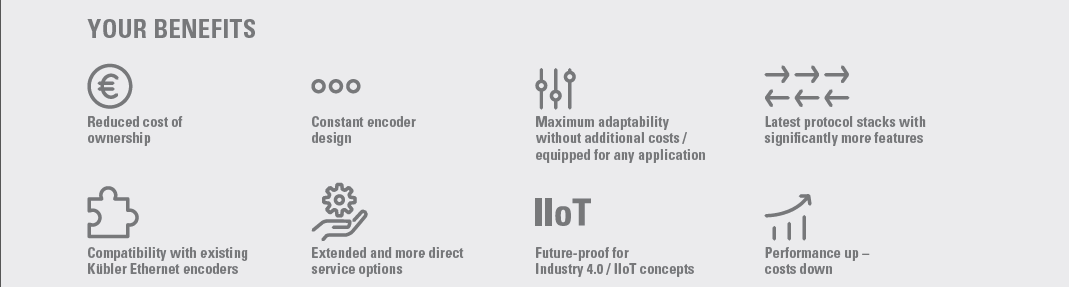 YOUR BENEFITS
€
Reduced cost of
ownership
Constant encoder
design
Maximum adaptability
without additional costs /
equipped for any application
Latest protocol stacks with
significantly more features
Compatibility with existing
Kübler Ethernet encoders
Extended and more direct
service options
IIoT
Future-proof for
Industry 4.0 / IIoT concepts
Performance up –
costs down